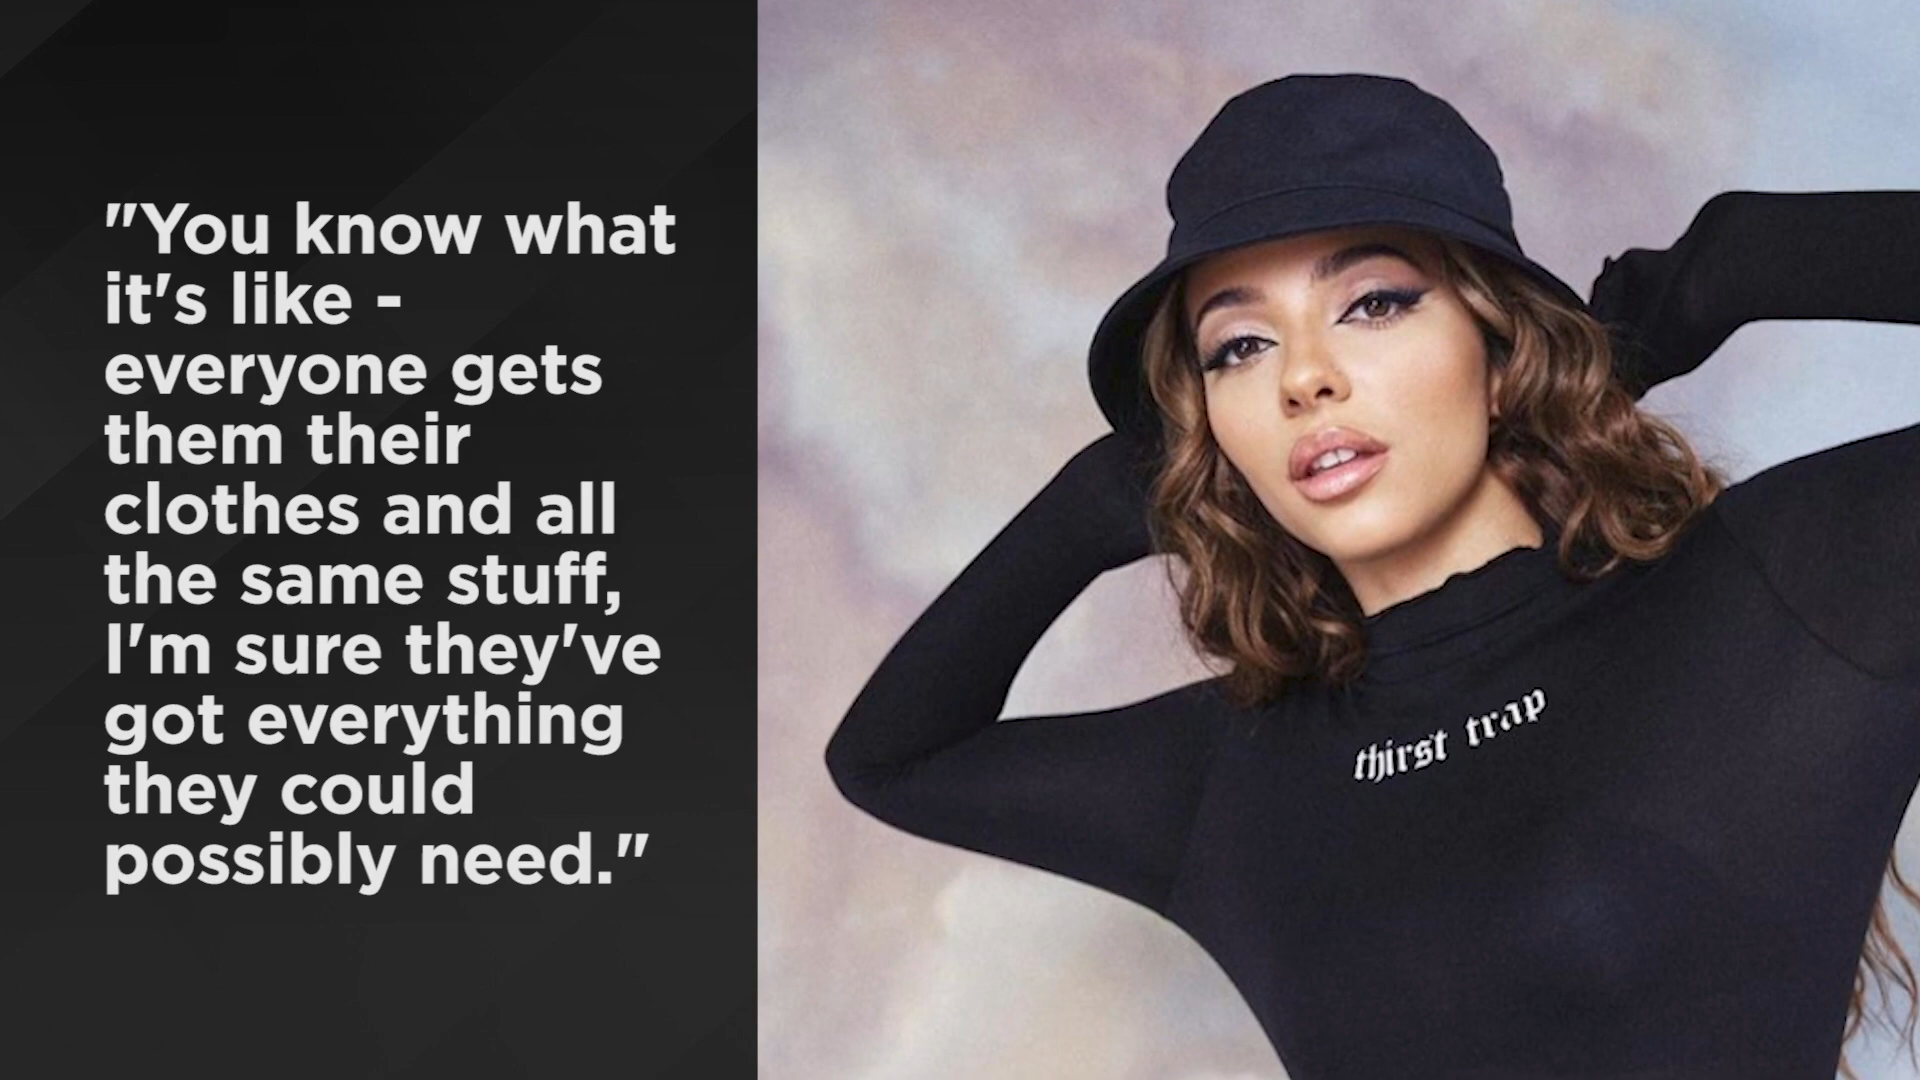 "You know what
it's like -
everyone gets
them their
clothes and all
the same stuff,
I'm sure they've
got everything
they could
possibly need."
thirst trap